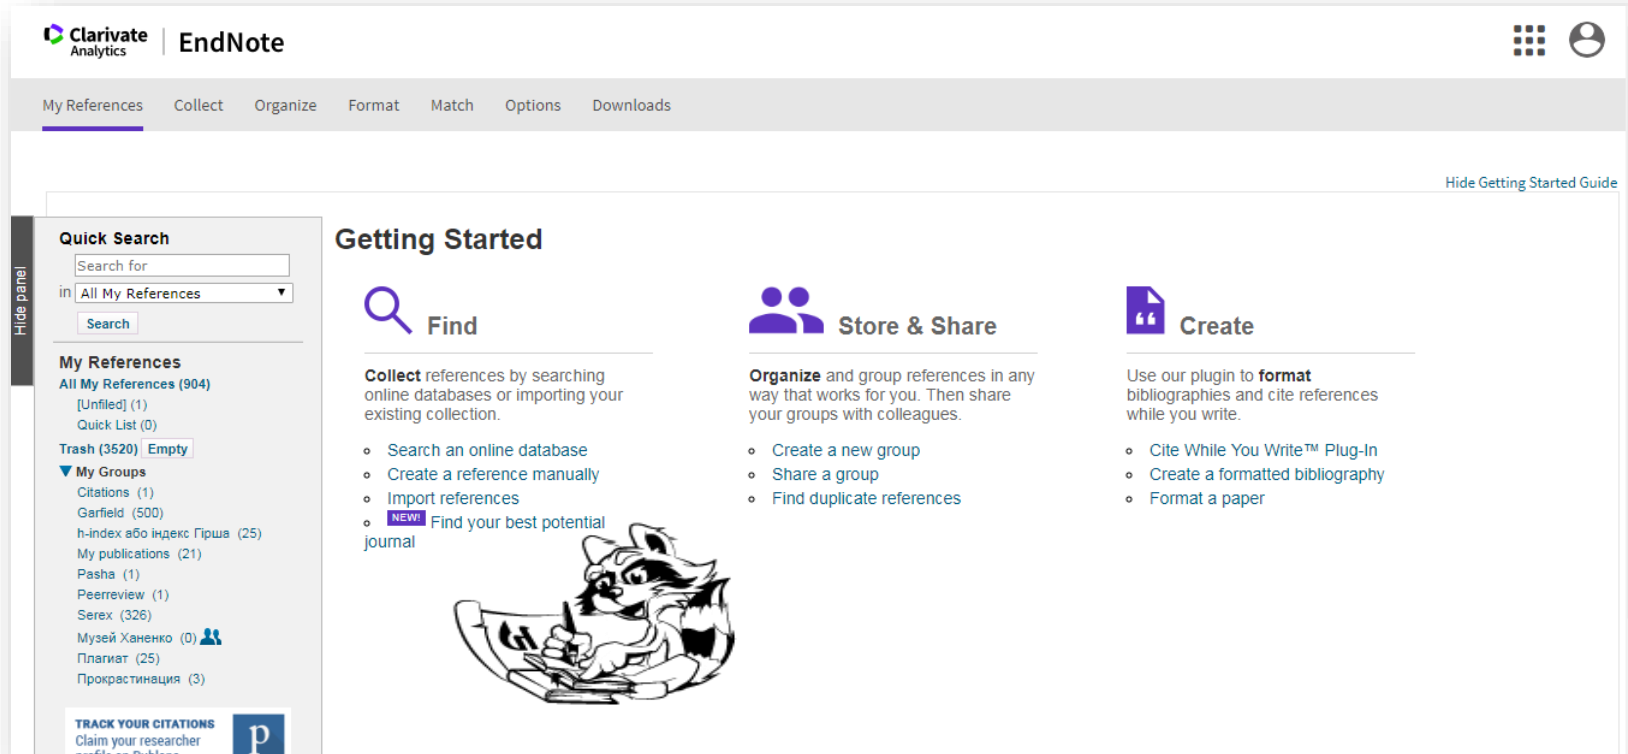 Clarivate
Analytics
EndNote
My References Collect Organize Format Match Options Downloads
Hide Getting Started Guide
Hide panel
Quick Search
Search for
in All My References
Search
My References
All My References (904)
[Unfiled] (1)
Quick List (0)
Trash (3520) Empty
My Groups
Citations (1)
Garfield (500)
h-index або індекс Гірша (25)
My publications (21)
Pasha (1)
Peerreview (1)
Serex (326)
Музей Ханенко (0)
Плагиат (25)
Прокрастинация (3)
TRACK YOUR CITATIONS
Claim your researcher
p
Getting Started
Find
Collect references by searching
online databases or importing your
existing collection.
Search an online database
Create a reference manually
Import references
NEW! Find your best potential
journal
Store & Share
Organize and group references in any
way that works for you. Then share
your groups with colleagues.
Create a new group
Share a group
Find duplicate references
Create
Use our plugin to format
bibliographies and cite references
while you write.
Cite While You Write™ Plug-In
Create a formatted bibliography
Format a paper